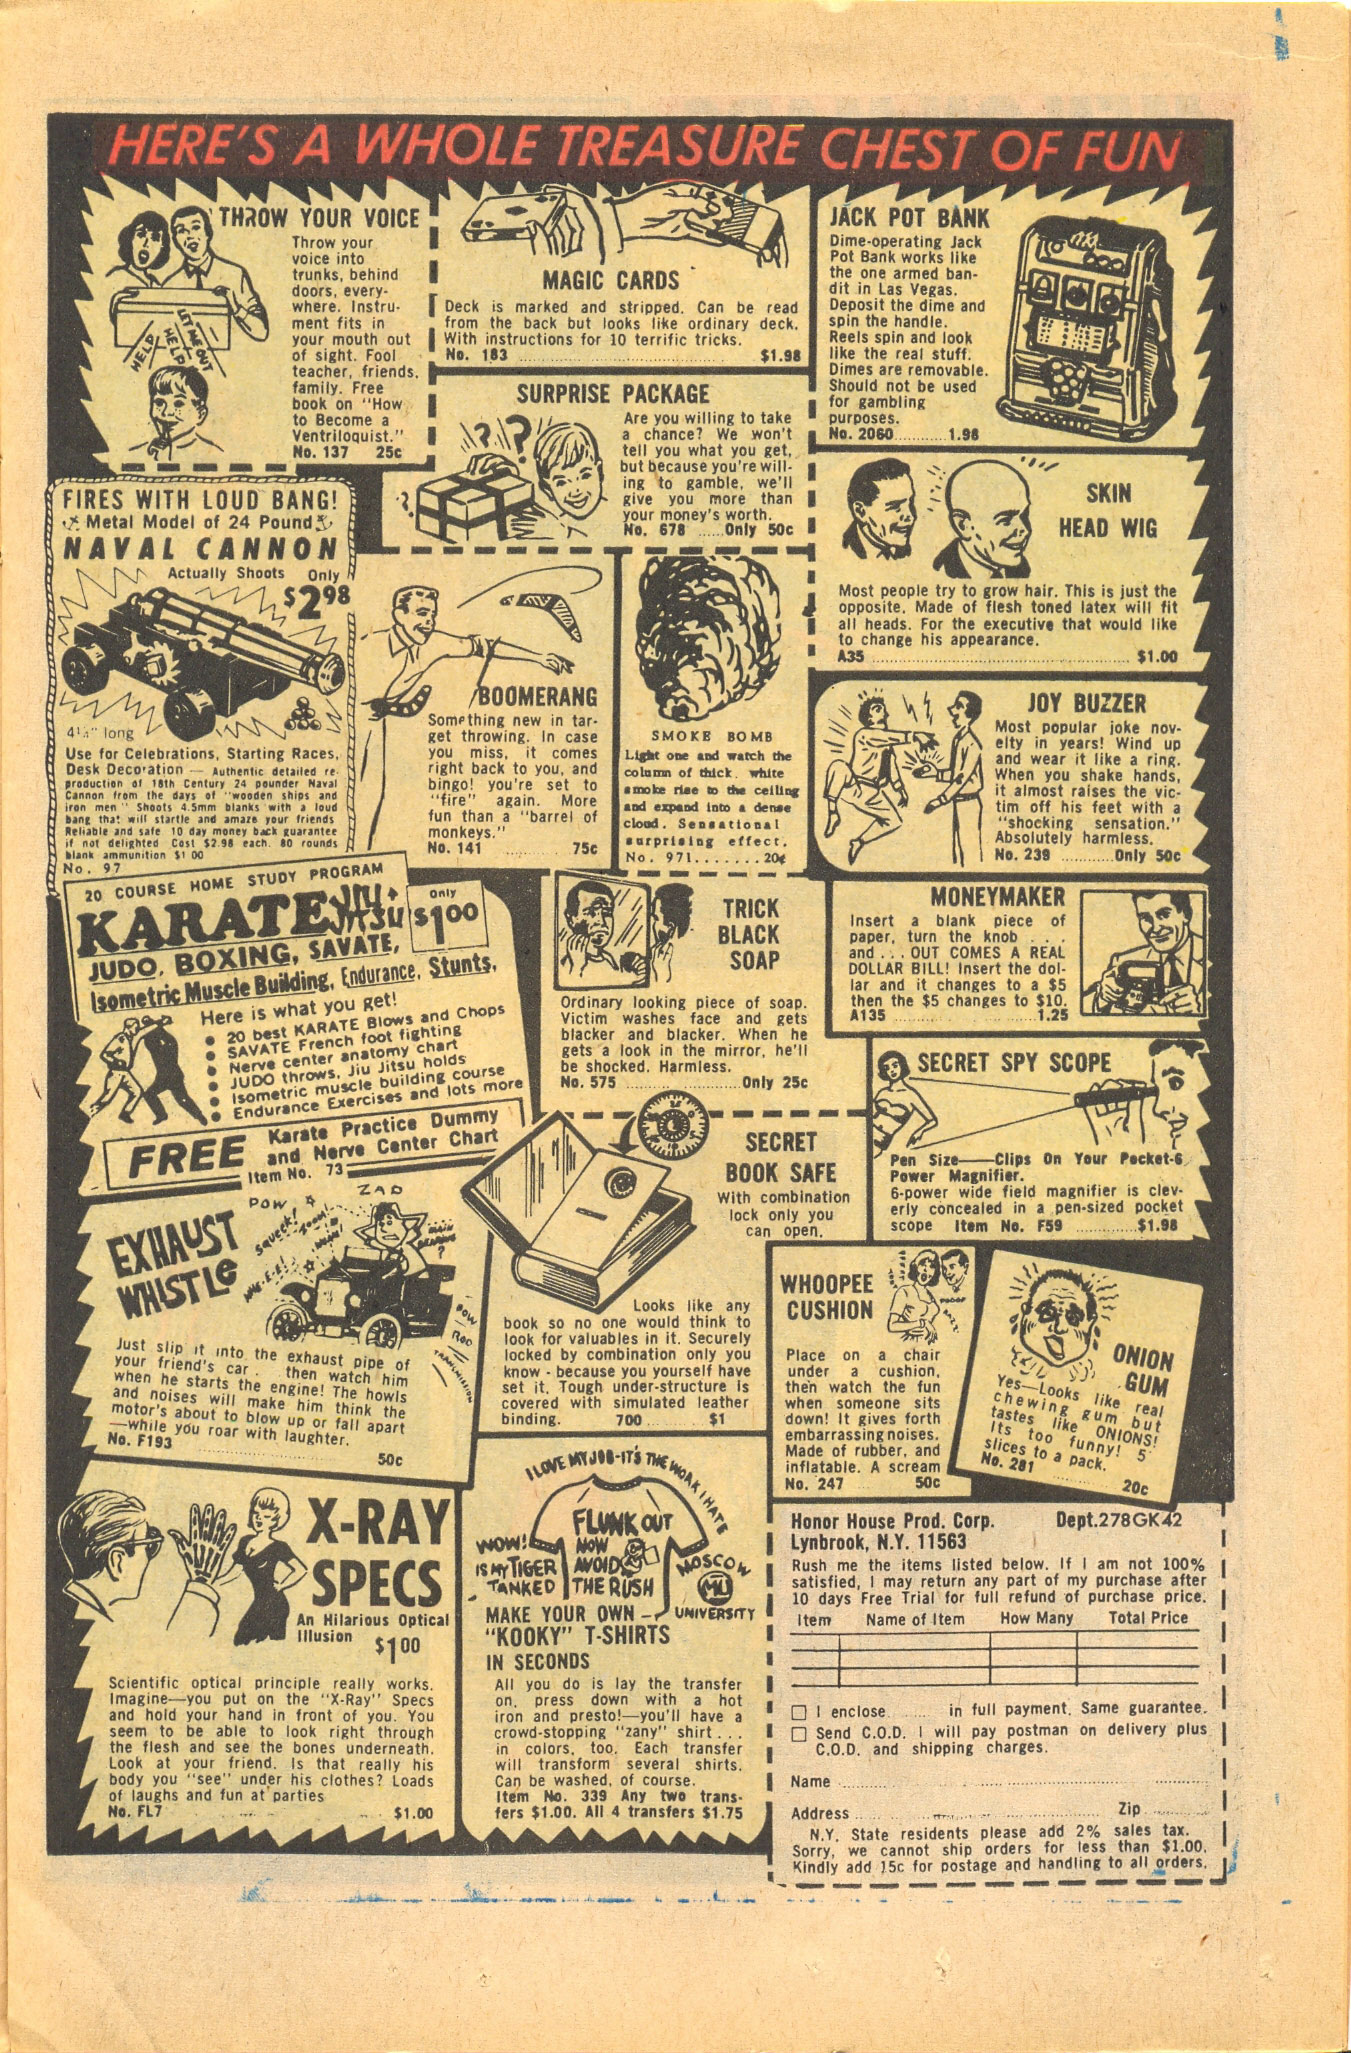 HERE'S A WHOLE TREASURE CHEST OF FUN
THROW YOUR VOICE
Throw your
voice into
trunks, behind
doors, every-
where. Instru-
ment fits in
your mouth out
of sight. Fool
teacher, friends,
family. Free
book on "How
to Become a
Ventriloquist."
No. 137 25c
HELP
HELP
LET ME OUT
MAGIC CARDS
Deck is marked and stripped. Can be read
from the back but looks like ordinary deck.
With instructions for 10 terrific tricks.
No. 183 $1.98
JACK POT BANK
Dime-operating Jack
Pot Bank works like
the one armed ban-
dit in Las Vegas.
Deposit the dime and
spin the handle.
Reels spin and look
like the real stuff.
Dimes are removable.
Should not be used
for gambling
purposes.
No. 2060 1.98
SURPRISE PACKAGE
Are you willing to take
a chance? We won't
tell you what you get,
but because you're will-
ing to gamble, we'll
give you more than
your money's worth.
No. 678 Only 50c
? ?
?
SKIN
HEAD WIG
Most people try to grow hair. This is just the
opposite. Made of flesh toned latex will fit
all heads. For the executive that would like
to change his appearance.
A35 $1.00
FIRES WITH LOUD BANG!
Metal Model of 24 Pound
NAVAL CANNON
Actually Shoots Only
$2.98
4¼" long
Use for Celebrations, Starting Races,
Desk Decoration — Authentic detailed re-
production of 18th Century 24 pounder Naval
Cannon from the days of "wooden ships and
iron men" Shoots 4.5mm blanks with a loud
bang that will startle and amaze your friends
Reliable and safe 10 day money back guarantee
if not delighted Cost $2.98 each. 80 rounds
blank ammunition $1 00
No. 97
BOOMERANG
Something new in tar-
get throwing. In case
you miss, it comes
right back to you, and
bingo! you're set to
"fire" again. More
fun than a "barrel of
monkeys."
No. 141 75c
SMOKE BOMB
Light one and watch the
column of thick, white
smoke rise to the ceiling
and expand into a dense
cloud. Sensational
surprising effect.
No. 971.......20¢
JOY BUZZER
Most popular joke nov-
elty in years! Wind up
and wear it like a ring.
When you shake hands,
it almost raises the vic-
tim off his feet with a
"shocking sensation."
Absolutely harmless.
No. 239 Only 50c
20 COURSE HOME STUDY PROGRAM
KARATE JIU JITSU
only
$1.00
JUDO, BOXING, SAVATE,
Isometric Muscle Building, Endurance, Stunts,
Here is what you get!
● 20 best KARATE Blows and Chops
● SAVATE French foot fighting
● Nerve center anatomy chart
● JUDO throws, Jiu Jitsu holds
● Isometric muscle building course
● Endurance Exercises and lots more
FREE Karate Practice Dummy
and Nerve Center Chart
Item No. 73
TRICK
BLACK
SOAP
Ordinary looking piece of soap.
Victim washes face and gets
blacker and blacker. When he
gets a look in the mirror, he'll
be shocked. Harmless.
No. 575 Only 25c
MONEYMAKER
Insert a blank piece of
paper, turn the knob . . .
and . . . OUT COMES A REAL
DOLLAR BILL! Insert the dol-
lar and it changes to a $5
then the $5 changes to $10.
A135 1.25
SECRET SPY SCOPE
Pen Size—Clips On Your Pocket-6
Power Magnifier.
6-power wide field magnifier is clev-
erly concealed in a pen-sized pocket
scope Item No. F59 $1.98
SECRET
BOOK SAFE
With combination
lock only you
can open.
Looks like any
book so no one would think to
look for valuables in it. Securely
locked by combination only you
know - because you yourself have
set it. Tough under-structure is
covered with simulated leather
binding. 700 $1
EXHAUST
WHISTLE
POW
ZAD
SQUEEK!
ZOOM!
MAIN BEARING?
POW
ROD
TRANSMISSION
Just slip it into the exhaust pipe of
your friend's car . then watch him
when he starts the engine! The howls
and noises will make him think the
motor's about to blow up or fall apart
—while you roar with laughter.
No. F193 50c
WHOOPEE
CUSHION
Place on a chair
under a cushion,
then watch the fun
when someone sits
down! It gives forth
embarrassing noises.
Made of rubber, and
inflatable. A scream
No. 247 50c
ONION
GUM
Yes—Looks like real
chewing gum but
tastes like ONIONS!
Its too funny! 5
slices to a pack.
No. 281 20c
X-RAY
SPECS
An Hilarious Optical
Illusion $1.00
Scientific optical principle really works.
Imagine—you put on the "X-Ray" Specs
and hold your hand in front of you. You
seem to be able to look right through
the flesh and see the bones underneath.
Look at your friend. Is that really his
body you "see" under his clothes? Loads
of laughs and fun at parties
No. FL7 $1.00
I LOVE MY JOB-IT'S THE WORK I HATE
FLUNK OUT
NOW
AVOID
THE RUSH
WOW!
IS MY TIGER
TANKED
MOSCOW
MU
UNIVERSITY
MAKE YOUR OWN —
"KOOKY" T-SHIRTS
IN SECONDS
All you do is lay the transfer
on, press down with a hot
iron and presto!—you'll have a
crowd-stopping "zany" shirt...
in colors, too. Each transfer
will transform several shirts.
Can be washed, of course.
Item No. 339 Any two trans-
fers $1.00. All 4 transfers $1.75
Honor House Prod. Corp. Dept.278GK42
Lynbrook, N.Y. 11563
Rush me the items listed below. If I am not 100%
satisfied, I may return any part of my purchase after
10 days Free Trial for full refund of purchase price.
Item Name of Item How Many Total Price
I enclose in full payment. Same guarantee.
Send C.O.D. I will pay postman on delivery plus
C.O.D. and shipping charges.
Name
Address Zip
N.Y. State residents please add 2% sales tax.
Sorry, we cannot ship orders for less than $1.00.
Kindly add 15c for postage and handling to all orders.